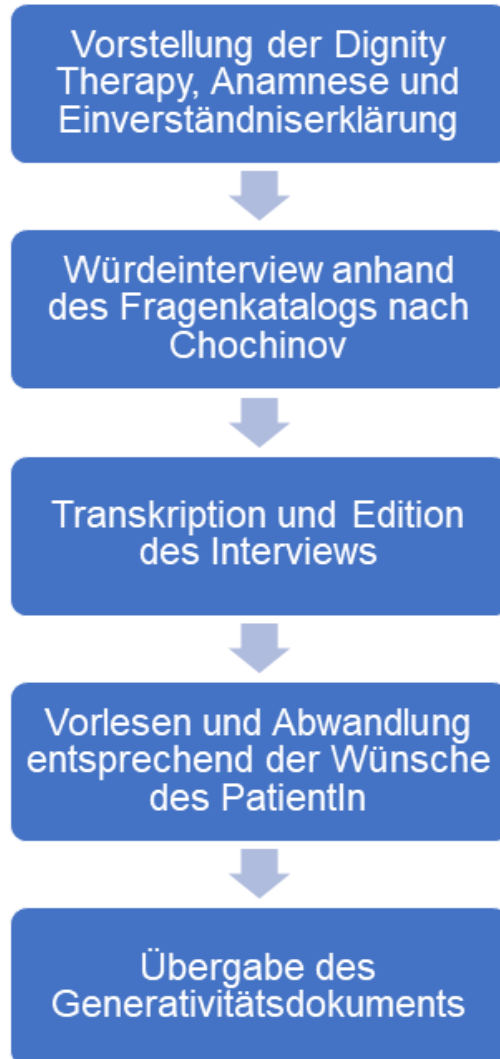 Vorstellung der Dignity
Therapy, Anamnese und
Einverständniserklärung
Würdeinterview anhand
des Fragenkatalogs nach
Chochinov
Transkription und Edition
des Interviews
Vorlesen und Abwandlung
entsprechend der Wünsche
des PatientIn
Übergabe des
Generativitätsdokuments